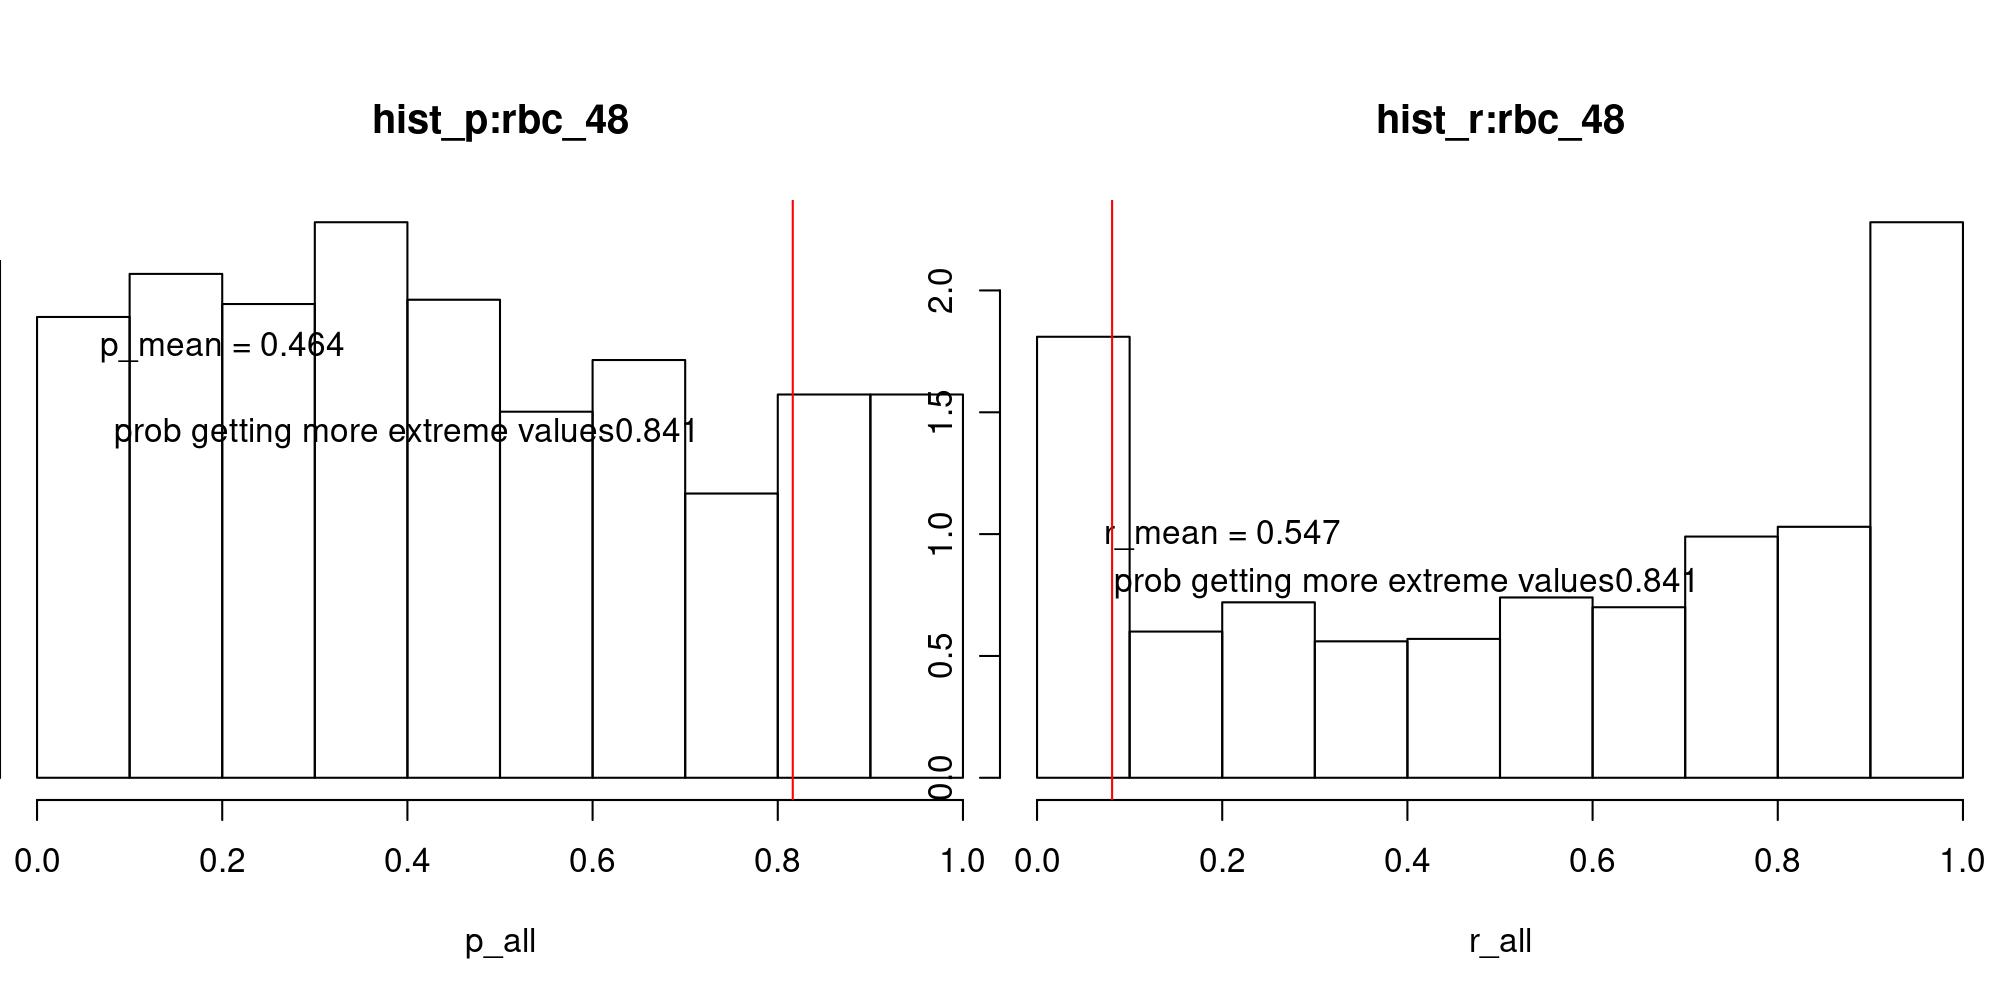 hist_p:rbc_48
p_mean = 0.464
prob getting more extreme values0.841
0.0 0.2 0.4 0.6 0.8 1.0
p_all
hist_r:rbc_48
2.0
1.5
1.0
0.5
0.0
r_mean = 0.547
prob getting more extreme values0.841
0.0 0.2 0.4 0.6 0.8 1.0
r_all